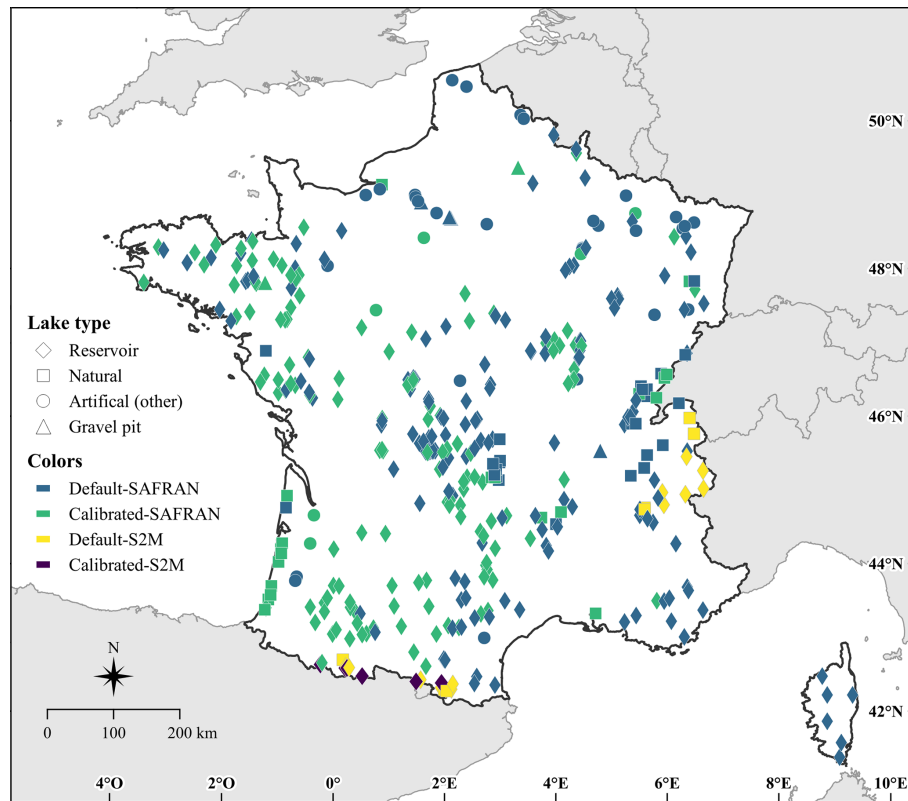 50°N
48°N
Lake type
Reservoir
Natural
Artifical (other)
Gravel pit
46°N
Colors
Default-SAFRAN
Calibrated-SAFRAN
Default-S2M
Calibrated-S2M
44°N
N
0 100 200 km
42°N
4°O 2°O 0° 2°E 4°E 6°E 8°E 10°E